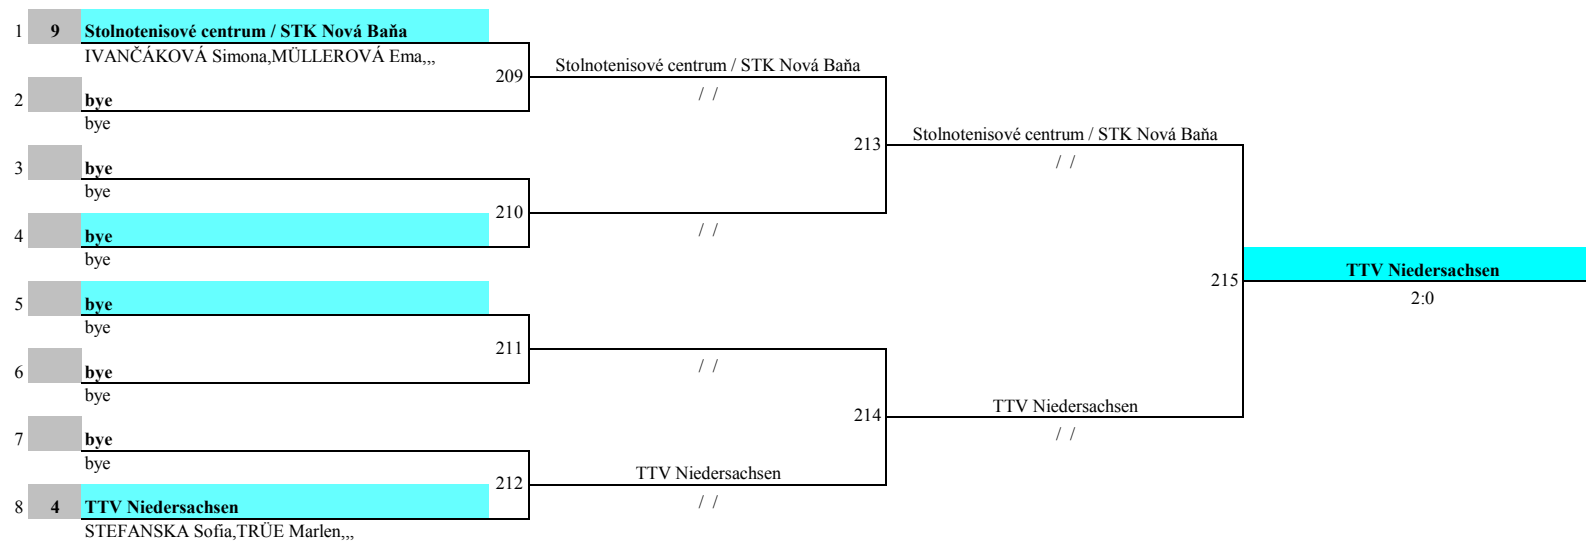 1 9 Stolnotenisové centrum / STK Nová Baňa
IVANČÁKOVÁ Simona,MÜLLEROVÁ Ema,,,
209 Stolnotenisové centrum / STK Nová Baňa
/ /
2 bye
bye
213 Stolnotenisové centrum / STK Nová Baňa
/ /
3 bye
bye
210
/ /
4 bye
bye
215 TTV Niedersachsen
2:0
5 bye
bye
211
/ /
6 bye
bye
214 TTV Niedersachsen
/ /
7 bye
bye
212 TTV Niedersachsen
/ /
8 4 TTV Niedersachsen
STEFANSKA Sofia,TRÜE Marlen,,,